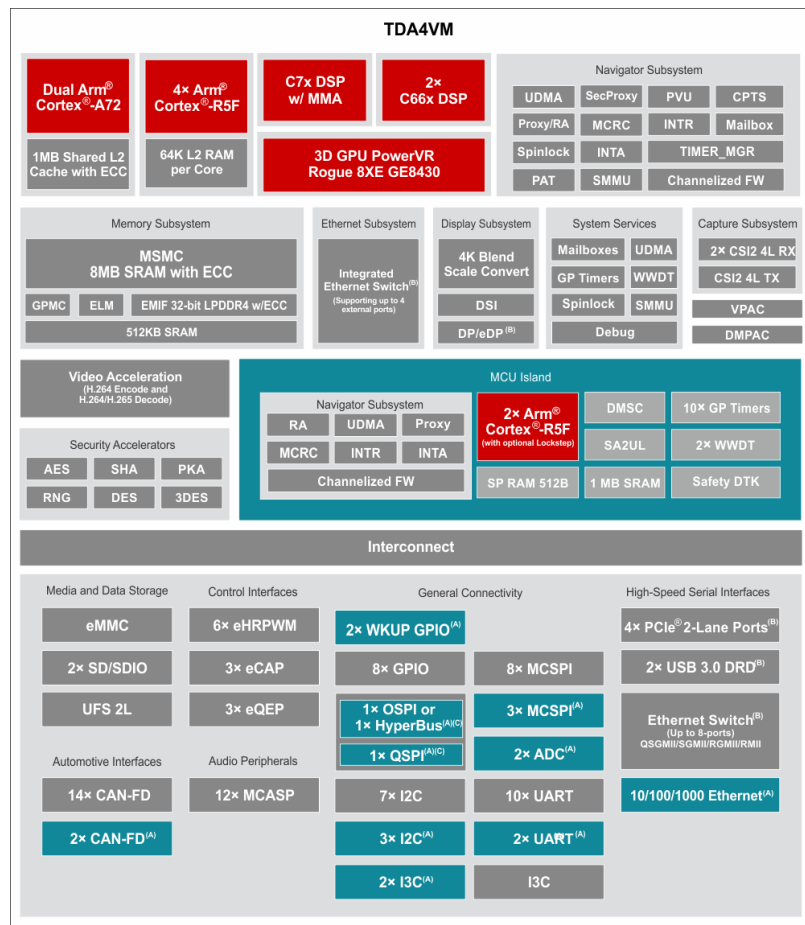 TDA4VM
Dual Arm®
Cortex®-A72
1MB Shared L2
Cache with ECC
4× Arm®
Cortex®-R5F
64K L2 RAM
per Core
C7x DSP
w/ MMA
2×
C66x DSP
3D GPU PowerVR
Rogue 8XE GE8430
Navigator Subsystem
UDMA
SecProxy
PVU
CPTS
Proxy/RA
MCRC
INTR
Mailbox
Spinlock
INTA
TIMER_MGR
PAT
SMMU
Channelized FW
Memory Subsystem
MSMC
8MB SRAM with ECC
GPMC
ELM
EMIF 32-bit LPDDR4 w/ECC
512KB SRAM
Ethernet Subsystem
Integrated
Ethernet Switch(B)
(Supporting up to 4
external ports)
Display Subsystem
4K Blend
Scale Convert
DSI
DP/eDP (B)
System Services
Mailboxes
UDMA
GP Timers
WWDT
Spinlock
SMMU
Debug
Capture Subsystem
2× CSI2 4L RX
CSI2 4L TX
VPAC
DMPAC
Video Acceleration
(H.264 Encode and
H.264/H.265 Decode)
Security Accelerators
AES
SHA
PKA
RNG
DES
3DES
MCU Island
Navigator Subsystem
RA
UDMA
Proxy
MCRC
INTR
INTA
Channelized FW
2× Arm®
Cortex®-R5F
(with optional Lockstep)
DMSC
10× GP Timers
SA2UL
2× WWDT
SP RAM 512B
1 MB SRAM
Safety DTK
Interconnect
Media and Data Storage
eMMC
2× SD/SDIO
UFS 2L
Automotive Interfaces
14× CAN-FD
2× CAN-FD(A)
Control Interfaces
6× eHRPWM
3× eCAP
3× eQEP
Audio Peripherals
12× MCASP
General Connectivity
2× WKUP GPIO(A)
8× GPIO
8× MCSPI
1× OSPI or
1× HyperBus(A)(C)
1× QSPI(A)(C)
3× MCSPI(A)
2× ADC(A)
7× I2C
10× UART
3× I2C(A)
2× UART(A)
2× I3C(A)
I3C
High-Speed Serial Interfaces
4× PCIe® 2-Lane Ports(B)
2× USB 3.0 DRD(B)
Ethernet Switch(B)
(Up to 8-ports)
QSGMII/SGMII/RGMII/RMII
10/100/1000 Ethernet(A)